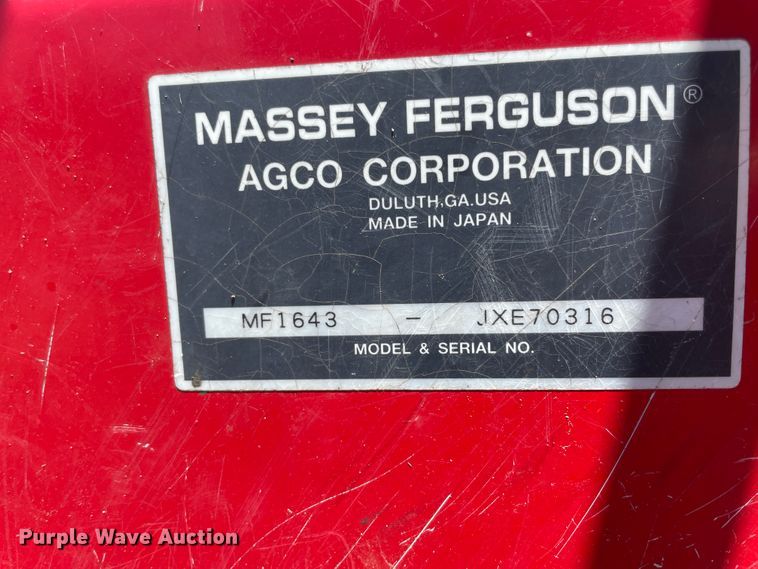 MASSEY FERGUSON®
AGCO CORPORATION
DULUTH,GA.USA
MADE IN JAPAN
MF1643 - JXE70316
MODEL & SERIAL NO.
Purple Wave Auction